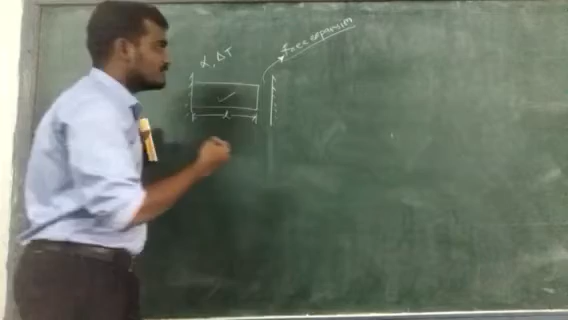 free expansion
α, ΔT
l